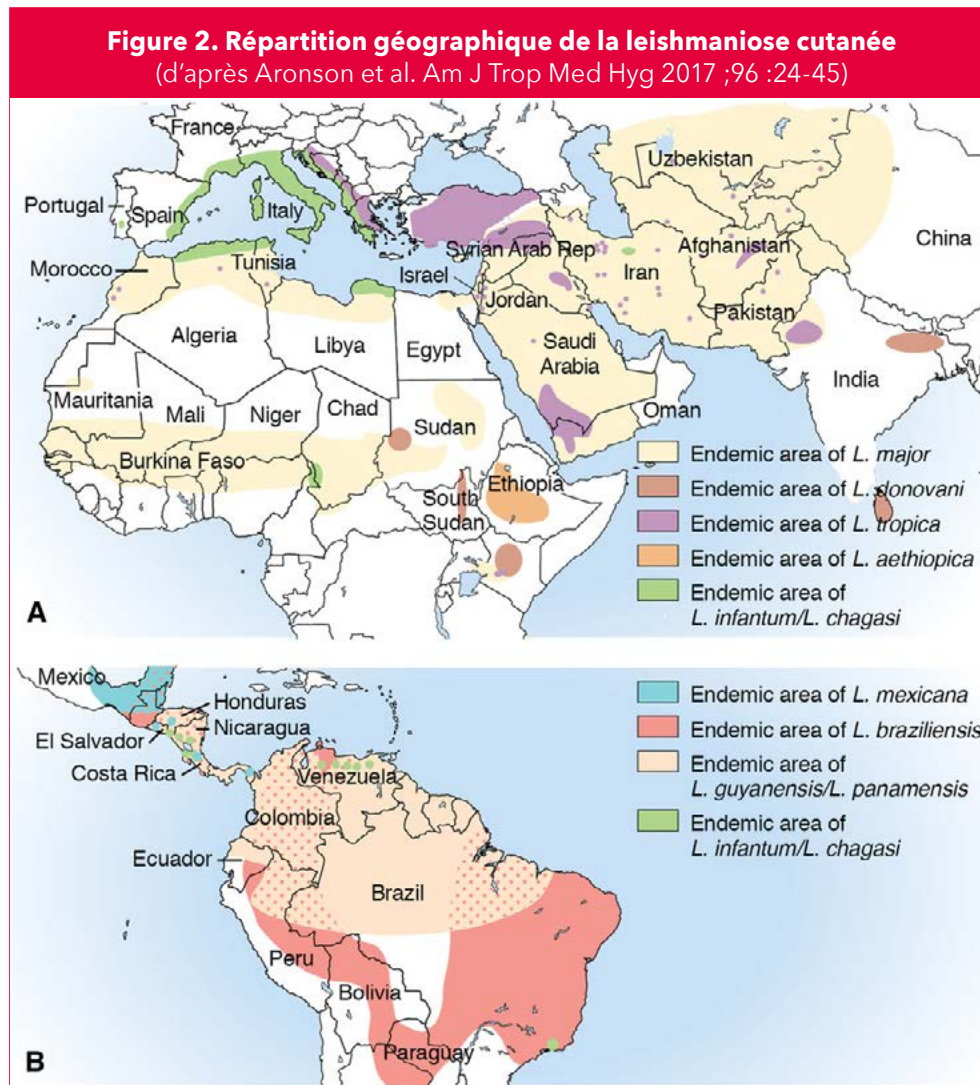 Figure 2. Répartition géographique de la leishmaniose cutanée
(d'après Aronson et al. Am J Trop Med Hyg 2017 ;96 :24-45)
France
Uzbekistan
Portugal
Spain
Italy
China
Morocco
Tunisia
Syrian Arab Rep
Afghanistan
Israel
Iran
Jordan
Pakistan
Algeria
Libya
Egypt
Saudi
Arabia
India
Mauritania
Mali
Niger
Chad
Sudan
Oman
Burkina Faso
Ethiopia
South
Sudan
Endemic area of L. major
Endemic area of L. donovani
Endemic area of L. tropica
Endemic area of L. aethiopica
Endemic area of
L. infantum/L. chagasi
A
Mexico
Honduras
Nicaragua
El Salvador
Costa Rica
Venezuela
Colombia
Ecuador
Brazil
Peru
Bolivia
Paraguay
Endemic area of L. mexicana
Endemic area of L. braziliensis
Endemic area of
L. guyanensis/L. panamensis
Endemic area of
L. infantum/L. chagasi
B